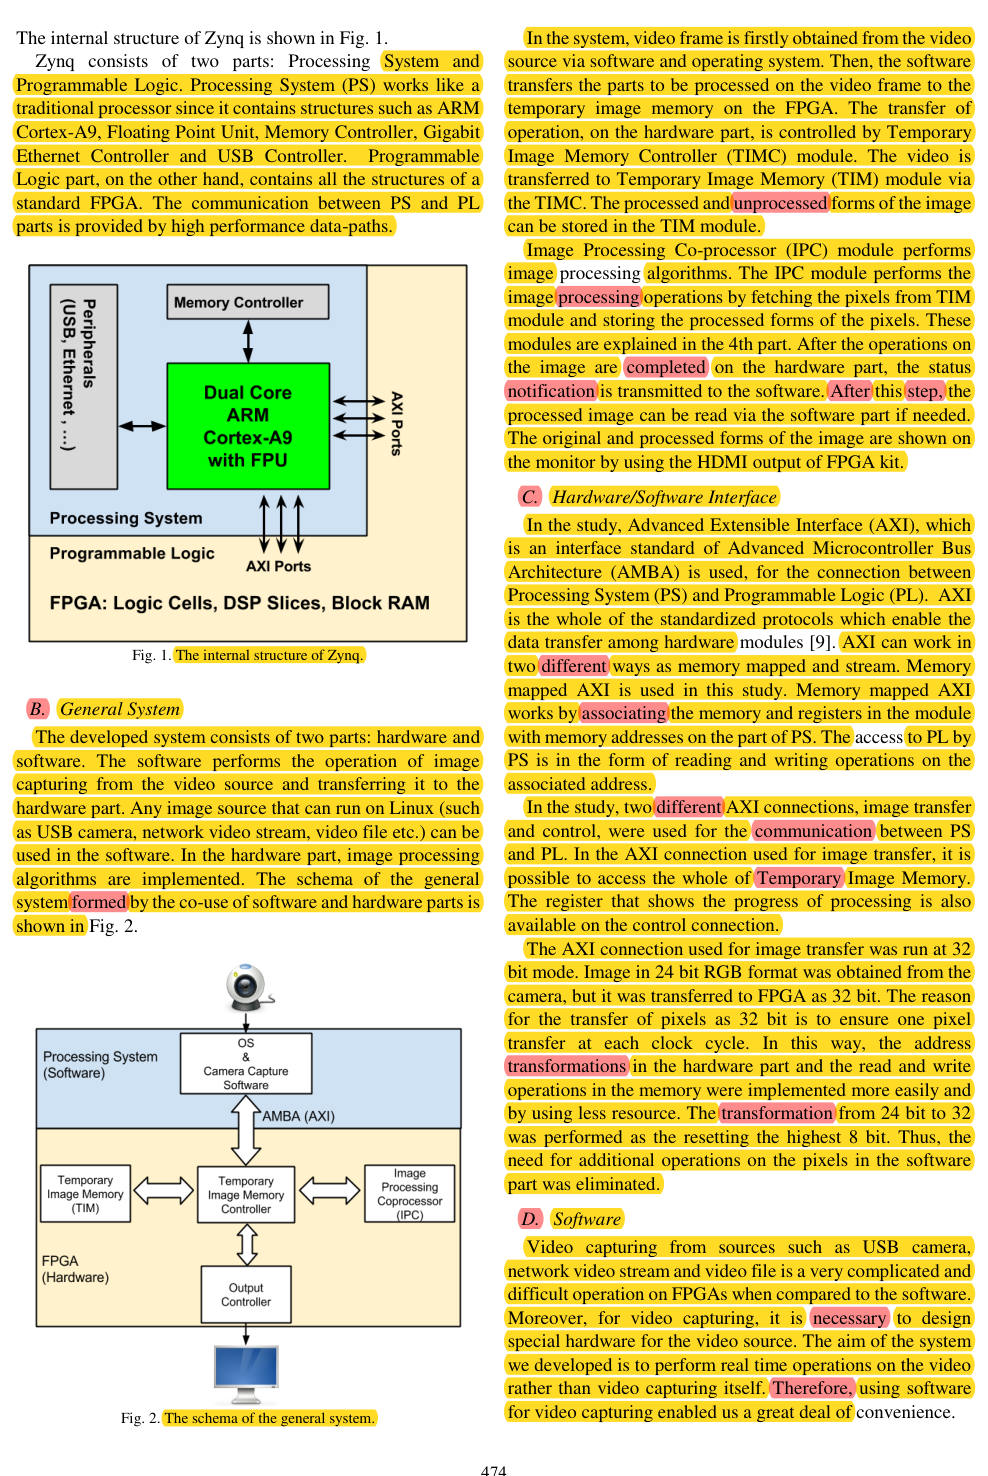 The internal structure of Zynq is shown in Fig. 1.
Zynq consists of two parts: Processing System and
Programmable Logic. Processing System (PS) works like a
traditional processor since it contains structures such as ARM
Cortex-A9, Floating Point Unit, Memory Controller, Gigabit
Ethernet Controller and USB Controller. Programmable
Logic part, on the other hand, contains all the structures of a
standard FPGA. The communication between PS and PL
parts is provided by high performance data-paths.
Peripherals
(USB, Ethernet , ...)
Memory Controller
Dual Core
ARM
Cortex-A9
with FPU
AXI Ports
Processing System
Programmable Logic
AXI Ports
FPGA: Logic Cells, DSP Slices, Block RAM
Fig. 1. The internal structure of Zynq.
B. General System
The developed system consists of two parts: hardware and
software. The software performs the operation of image
capturing from the video source and transferring it to the
hardware part. Any image source that can run on Linux (such
as USB camera, network video stream, video file etc.) can be
used in the software. In the hardware part, image processing
algorithms are implemented. The schema of the general
system formed by the co-use of software and hardware parts is
shown in Fig. 2.
Processing System
(Software)
OS
&
Camera Capture
Software
AMBA (AXI)
Temporary
Image Memory
(TIM)
Temporary
Image Memory
Controller
Image
Processing
Coprocessor
(IPC)
FPGA
(Hardware)
Output
Controller
Fig. 2. The schema of the general system.
In the system, video frame is firstly obtained from the video
source via software and operating system. Then, the software
transfers the parts to be processed on the video frame to the
temporary image memory on the FPGA. The transfer of
operation, on the hardware part, is controlled by Temporary
Image Memory Controller (TIMC) module. The video is
transferred to Temporary Image Memory (TIM) module via
the TIMC. The processed and unprocessed forms of the image
can be stored in the TIM module.
Image Processing Co-processor (IPC) module performs
image processing algorithms. The IPC module performs the
image processing operations by fetching the pixels from TIM
module and storing the processed forms of the pixels. These
modules are explained in the 4th part. After the operations on
the image are completed on the hardware part, the status
notification is transmitted to the software. After this step, the
processed image can be read via the software part if needed.
The original and processed forms of the image are shown on
the monitor by using the HDMI output of FPGA kit.
C. Hardware/Software Interface
In the study, Advanced Extensible Interface (AXI), which
is an interface standard of Advanced Microcontroller Bus
Architecture (AMBA) is used, for the connection between
Processing System (PS) and Programmable Logic (PL). AXI
is the whole of the standardized protocols which enable the
data transfer among hardware modules [9]. AXI can work in
two different ways as memory mapped and stream. Memory
mapped AXI is used in this study. Memory mapped AXI
works by associating the memory and registers in the module
with memory addresses on the part of PS. The access to PL by
PS is in the form of reading and writing operations on the
associated address.
In the study, two different AXI connections, image transfer
and control, were used for the communication between PS
and PL. In the AXI connection used for image transfer, it is
possible to access the whole of Temporary Image Memory.
The register that shows the progress of processing is also
available on the control connection.
The AXI connection used for image transfer was run at 32
bit mode. Image in 24 bit RGB format was obtained from the
camera, but it was transferred to FPGA as 32 bit. The reason
for the transfer of pixels as 32 bit is to ensure one pixel
transfer at each clock cycle. In this way, the address
transformations in the hardware part and the read and write
operations in the memory were implemented more easily and
by using less resource. The transformation from 24 bit to 32
was performed as the resetting the highest 8 bit. Thus, the
need for additional operations on the pixels in the software
part was eliminated.
D. Software
Video capturing from sources such as USB camera,
network video stream and video file is a very complicated and
difficult operation on FPGAs when compared to the software.
Moreover, for video capturing, it is necessary to design
special hardware for the video source. The aim of the system
we developed is to perform real time operations on the video
rather than video capturing itself. Therefore, using software
for video capturing enabled us a great deal of convenience.
474